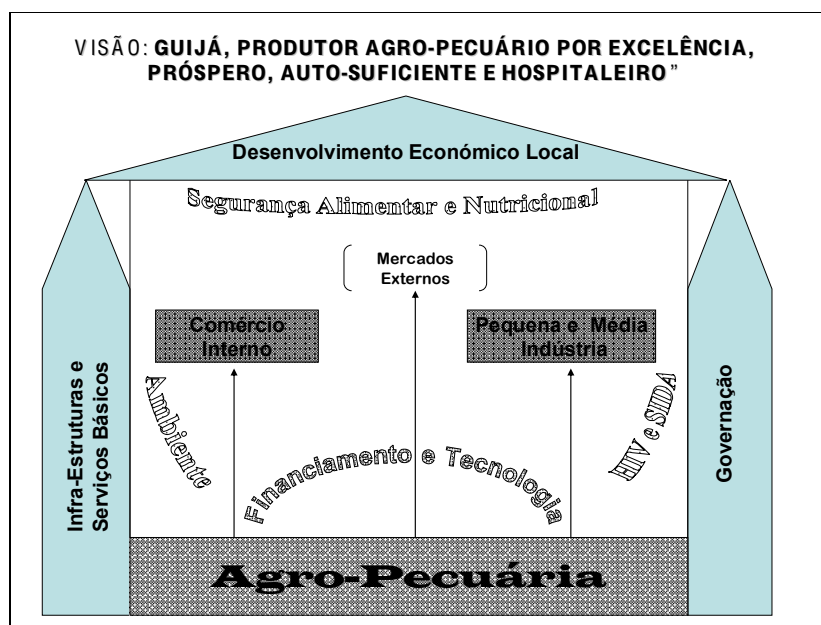 VISÃO: GUIJÁ, PRODUTOR AGRO-PECUÁRIO POR EXCELÊNCIA,
PRÓSPERO, AUTO-SUFICIENTE E HOSPITALEIRO”
Desenvolvimento Económico Local
Segurança Alimentar e Nutricional
Mercados
Externos
Comércio
Interno
Pequena e Média
Indústria
Ambiente
HIV e SIDA
Financiamento e Tecnologia
Infra-Estruturas e
Serviços Básicos
Governação
Agro-Pecuária